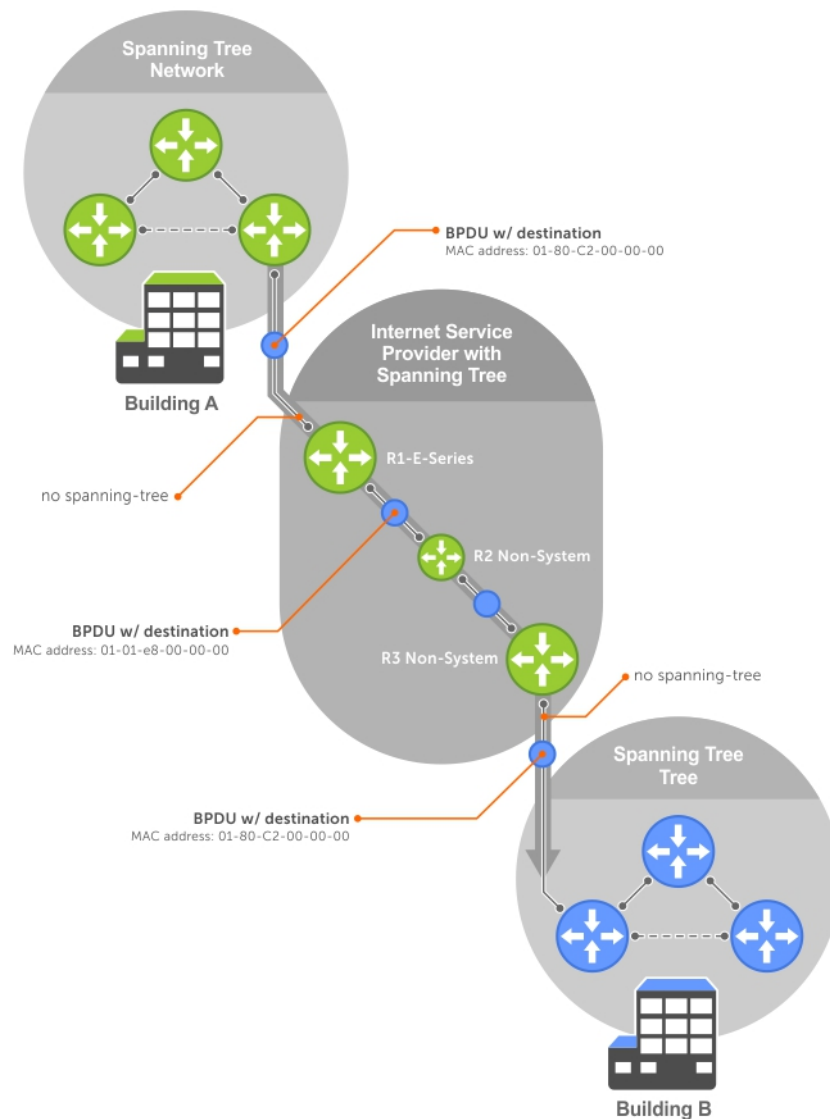 Spanning Tree
Network
BPDU w/ destination
MAC address: 01-80-C2-00-00-00
Internet Service
Provider with
Spanning Tree
Building A
R1-E-Series
no spanning-tree
R2 Non-System
BPDU w/ destination
MAC address: 01-01-e8-00-00-00
R3 Non-System
no spanning-tree
Spanning Tree
Tree
BPDU w/ destination
MAC address: 01-80-C2-00-00-00
Building B